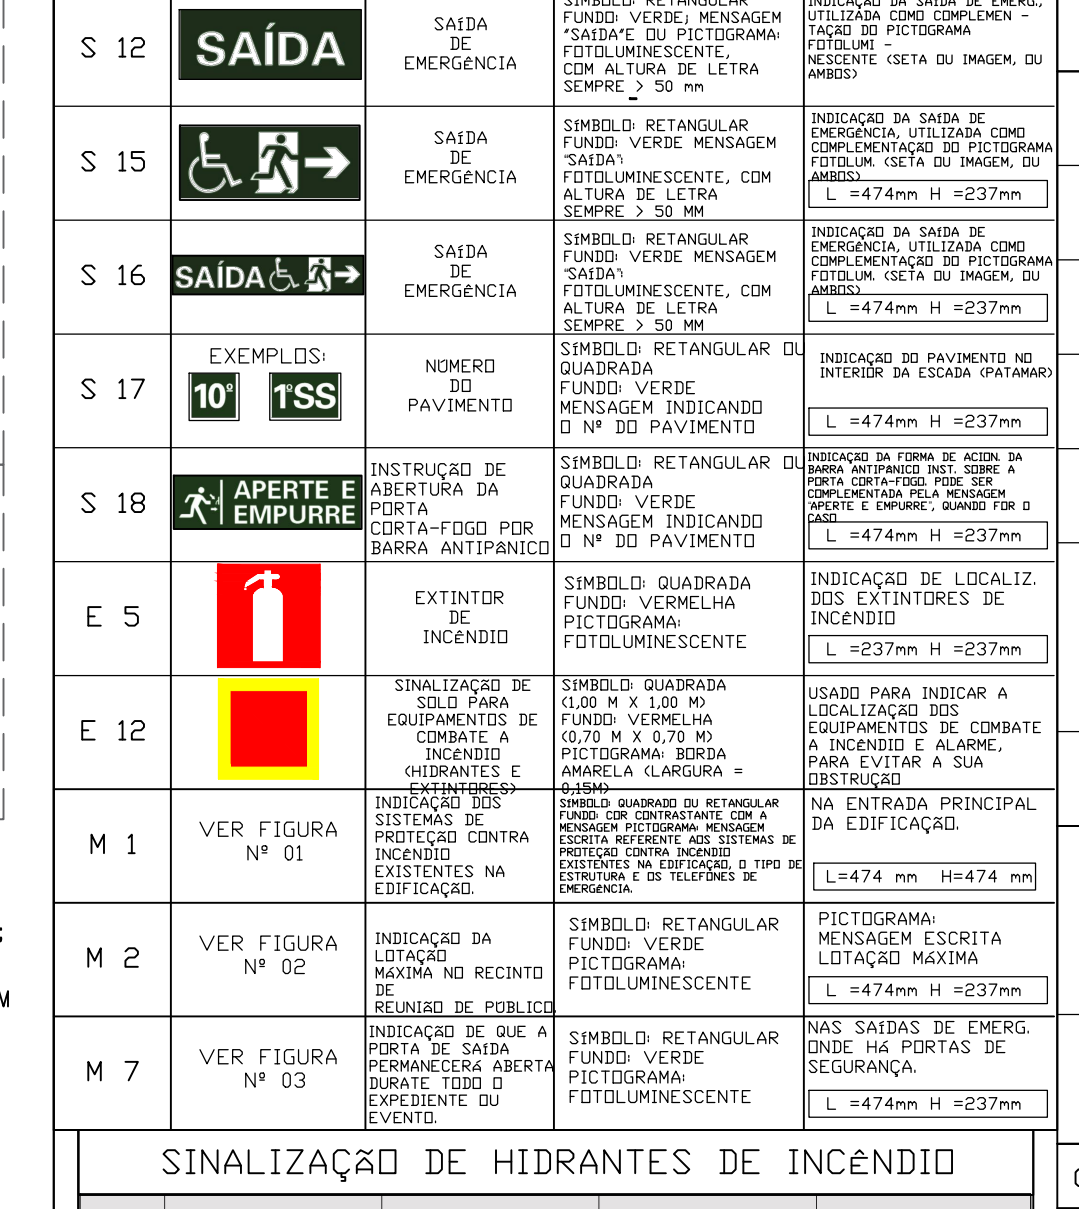 S 12
SAÍDA
SAÍDA
DE
EMERGÊNCIA
SÍMBOLO: RETANGULAR
FUNDO: VERDE; MENSAGEM
"SAÍDA"E OU PICTOGRAMA:
FOTOLUMINESCENTE,
COM ALTURA DE LETRA
SEMPRE > 50 mm
INDICAÇÃO DA SAÍDA DE EMERG.,
UTILIZADA COMO COMPLEMEN -
TAÇÃO DO PICTOGRAMA
FOTOLUMI -
NESCENTE (SETA OU IMAGEM, OU
AMBOS)
S 15
SAÍDA
DE
EMERGÊNCIA
SÍMBOLO: RETANGULAR
FUNDO: VERDE MENSAGEM
"SAÍDA":
FOTOLUMINESCENTE, COM
ALTURA DE LETRA
SEMPRE > 50 MM
INDICAÇÃO DA SAÍDA DE
EMERGÊNCIA, UTILIZADA COMO
COMPLEMENTAÇÃO DO PICTOGRAMA
FOTOLUM. (SETA OU IMAGEM, OU
AMBOS)
L =474mm H =237mm
S 16
SAÍDA
SAÍDA
DE
EMERGÊNCIA
SÍMBOLO: RETANGULAR
FUNDO: VERDE MENSAGEM
"SAÍDA":
FOTOLUMINESCENTE, COM
ALTURA DE LETRA
SEMPRE > 50 MM
INDICAÇÃO DA SAÍDA DE
EMERGÊNCIA, UTILIZADA COMO
COMPLEMENTAÇÃO DO PICTOGRAMA
FOTOLUM. (SETA OU IMAGEM, OU
AMBOS)
L =474mm H =237mm
S 17
EXEMPLOS:
10º 1ºSS
NÚMERO
DO
PAVIMENTO
SÍMBOLO: RETANGULAR OU
QUADRADA
FUNDO: VERDE
MENSAGEM INDICANDO
O Nº DO PAVIMENTO
INDICAÇÃO DO PAVIMENTO NO
INTERIOR DA ESCADA (PATAMAR)
L =474mm H =237mm
S 18
APERTE E
EMPURRE
INSTRUÇÃO DE
ABERTURA DA
PORTA
CORTA-FOGO POR
BARRA ANTIPÂNICO
SÍMBOLO: RETANGULAR OU
QUADRADA
FUNDO: VERDE
MENSAGEM INDICANDO
O Nº DO PAVIMENTO
INDICAÇÃO DA FORMA DE ACION. DA
BARRA ANTIPÂNICO INST. SOBRE A
PORTA CORTA-FOGO. PODE SER
COMPLEMENTADA PELA MENSAGEM
"APERTE E EMPURRE", QUANDO FOR O
CASO
L =474mm H =237mm
E 5
EXTINTOR
DE
INCÊNDIO
SÍMBOLO: QUADRADA
FUNDO: VERMELHA
PICTOGRAMA:
FOTOLUMINESCENTE
INDICAÇÃO DE LOCALIZ.
DOS EXTINTORES DE
INCÊNDIO
L =237mm H =237mm
E 12
SINALIZAÇÃO DE
SOLO PARA
EQUIPAMENTOS DE
COMBATE A
INCÊNDIO
(HIDRANTES E
EXTINTORES)
SÍMBOLO: QUADRADA
(1,00 M X 1,00 M)
FUNDO: VERMELHA
(0,70 M X 0,70 M)
PICTOGRAMA: BORDA
AMARELA (LARGURA =
0,15M)
USADO PARA INDICAR A
LOCALIZAÇÃO DOS
EQUIPAMENTOS DE COMBATE
A INCÊNDIO E ALARME,
PARA EVITAR A SUA
OBSTRUÇÃO
M 1
VER FIGURA
Nº 01
INDICAÇÃO DOS
SISTEMAS DE
PROTEÇÃO CONTRA
INCÊNDIO
EXISTENTES NA
EDIFICAÇÃO.
SÍMBOLO: QUADRADO OU RETANGULAR
FUNDO: COR CONTRASTANTE COM A
MENSAGEM PICTOGRAMA: MENSAGEM
ESCRITA REFERENTE AOS SISTEMAS DE
PROTEÇÃO CONTRA INCÊNDIO
EXISTENTES NA EDIFICAÇÃO, O TIPO DE
ESTRUTURA E OS TELEFONES DE
EMERGÊNCIA.
NA ENTRADA PRINCIPAL
DA EDIFICAÇÃO.
L=474 mm H=474 mm
M 2
VER FIGURA
Nº 02
INDICAÇÃO DA
LOTAÇÃO
MÁXIMA NO RECINTO
DE
REUNIÃO DE PÚBLICO.
SÍMBOLO: RETANGULAR
FUNDO: VERDE
PICTOGRAMA:
FOTOLUMINESCENTE
PICTOGRAMA:
MENSAGEM ESCRITA
LOTAÇÃO MÁXIMA
L =474mm H =237mm
M 7
VER FIGURA
Nº 03
INDICAÇÃO DE QUE A
PORTA DE SAÍDA
PERMANECERÁ ABERTA
DURATE TODO O
EXPEDIENTE OU
EVENTO.
SÍMBOLO: RETANGULAR
FUNDO: VERDE
PICTOGRAMA:
FOTOLUMINESCENTE
NAS SAÍDAS DE EMERG.
ONDE HÁ PORTAS DE
SEGURANÇA.
L =474mm H =237mm
SINALIZAÇÃO DE HIDRANTES DE INCÊNDIO